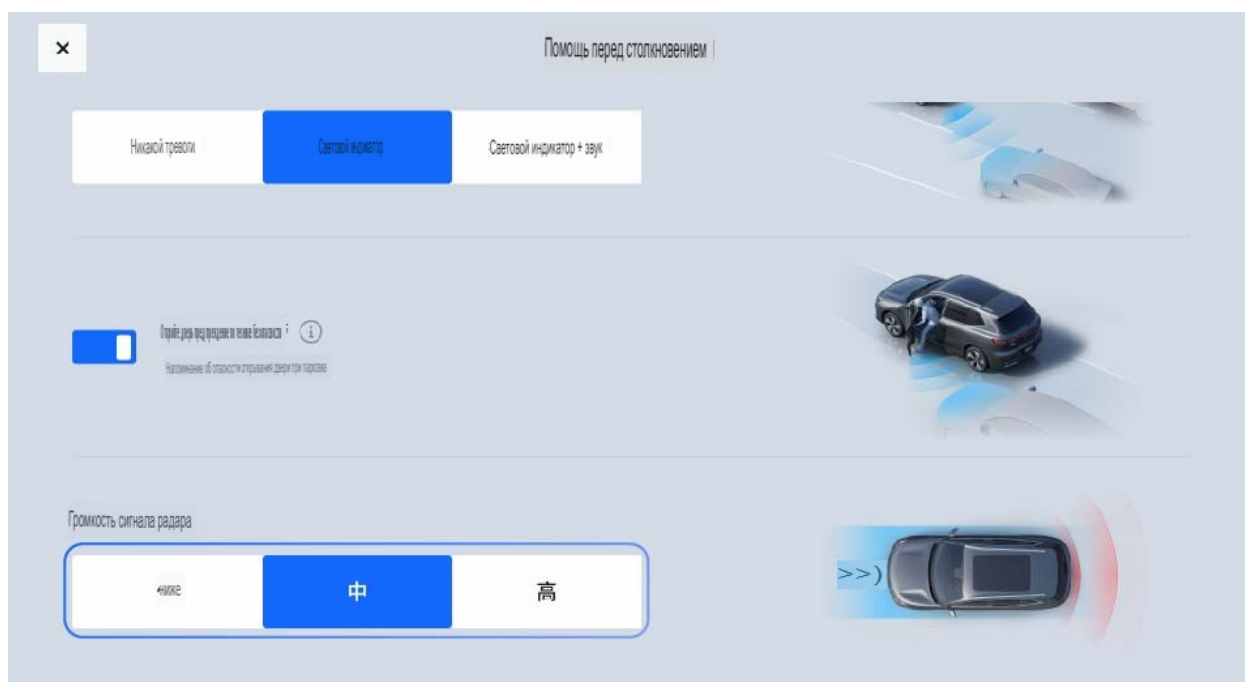 ×
Помощь перед столкновением
Никакой тревоги
Световой индикатор
Световой индикатор + звук
i
Напоминание об опасности открывания двери при парковке
Громкость сигнала радара
ниже
中
高
>>)